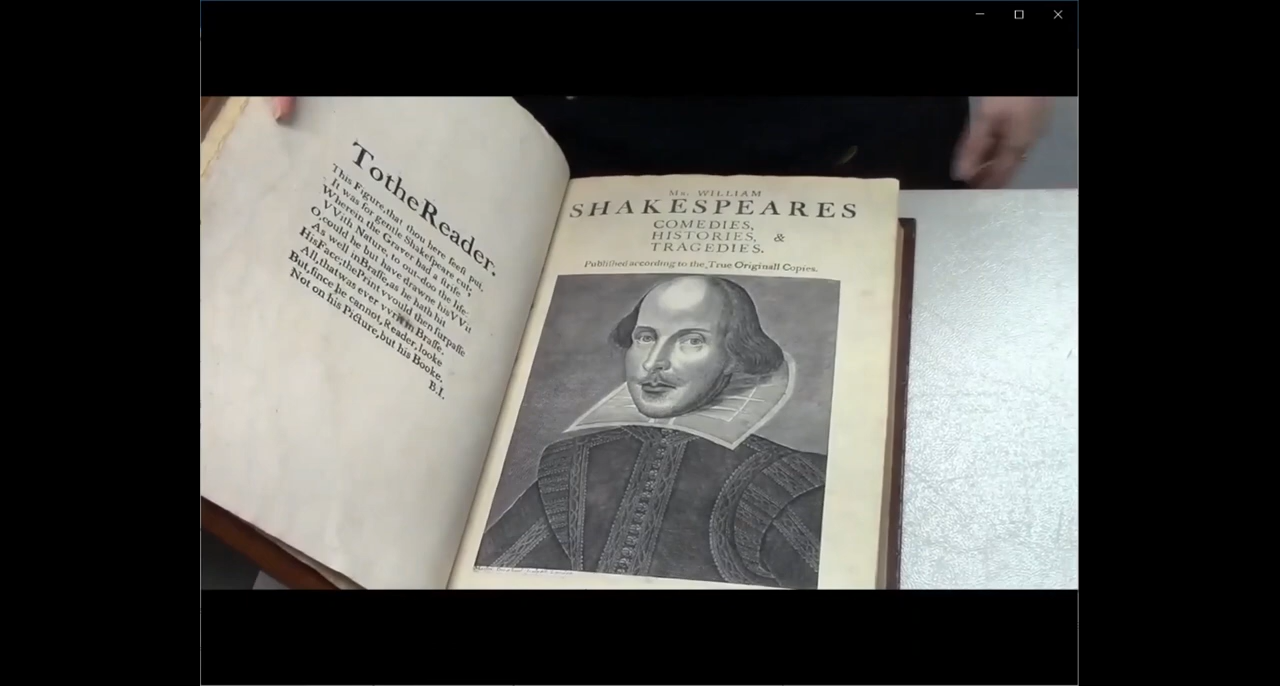 TotheReader.
This Figure, that thou here ſeeſt put,
It was for gentle Shakeſpeare cut;
Wherein the Graver had a ſtrife
VVith Nature, to out-doo the life:
O, could he but have drawne his VVit
As well in Braſſe, as he hath hit
His Face: the Print vvould then ſurpaſſe
All, that was ever vvrit in Braſſe.
But, ſince he cannot, Reader, looke
Not on his Picture, but his Booke.
B.I.
Mr. WILLIAM
SHAKESPEARES
COMEDIES,
HISTORIES, &
TRAGEDIES.
Publiſhed according to the True Originall Copies.